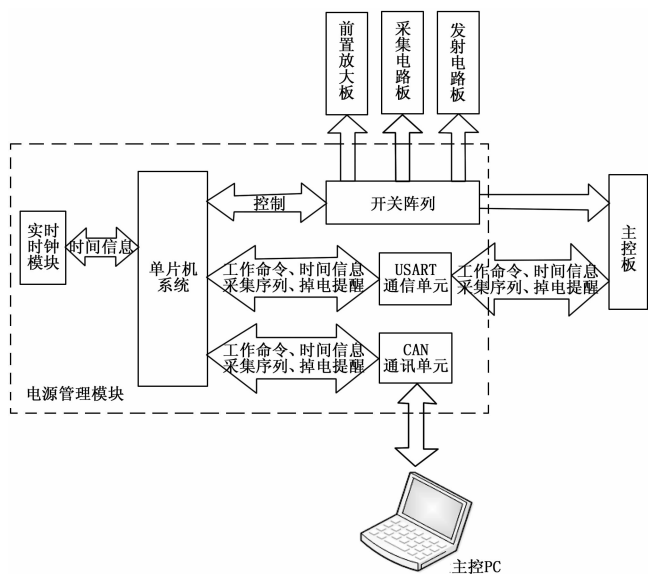 前置放大板
采集电路板
发射电路板
控制
开关阵列
实时
时钟
模块
时间信息
单片机
系统
工作命令、时间信息
采集序列、掉电提醒
USART
通信单元
工作命令、时间信息
采集序列、掉电提醒
主控板
工作命令、时间信息
采集序列、掉电提醒
CAN
通讯单元
电源管理模块
主控PC